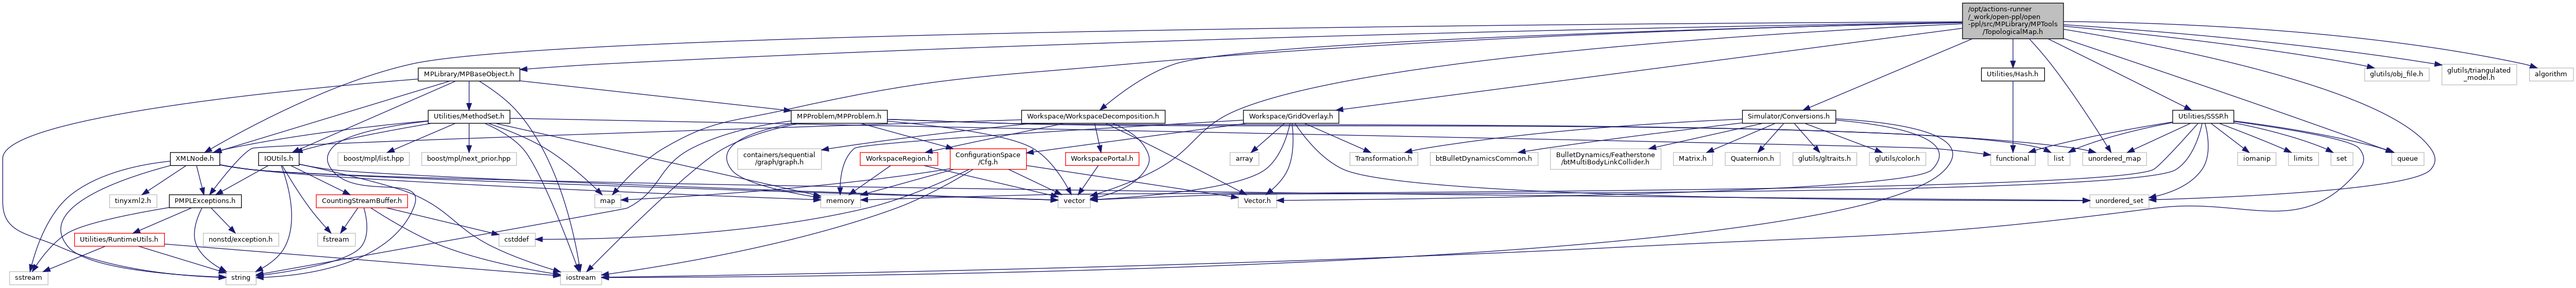 /opt/actions-runner
/_work/open-ppl/open
-ppl/src/MPLibrary/MPTools
/TopologicalMap.h
MPLibrary/MPBaseObject.h
Utilities/Hash.h
glutils/obj_file.h
glutils/triangulated
_model.h
algorithm
Utilities/MethodSet.h
MPProblem/MPProblem.h
Workspace/WorkspaceDecomposition.h
Workspace/GridOverlay.h
Simulator/Conversions.h
Utilities/SSSP.h
XMLNode.h
IOUtils.h
boost/mpl/list.hpp
boost/mpl/next_prior.hpp
containers/sequential
/graph/graph.h
WorkspaceRegion.h
ConfigurationSpace
/Cfg.h
WorkspacePortal.h
array
Transformation.h
btBulletDynamicsCommon.h
BulletDynamics/Featherstone
/btMultiBodyLinkCollider.h
Matrix.h
Quaternion.h
glutils/gltraits.h
glutils/color.h
functional
list
unordered_map
iomanip
limits
set
queue
tinyxml2.h
PMPLExceptions.h
CountingStreamBuffer.h
map
memory
vector
Vector.h
unordered_set
Utilities/RuntimeUtils.h
nonstd/exception.h
fstream
cstddef
sstream
string
iostream